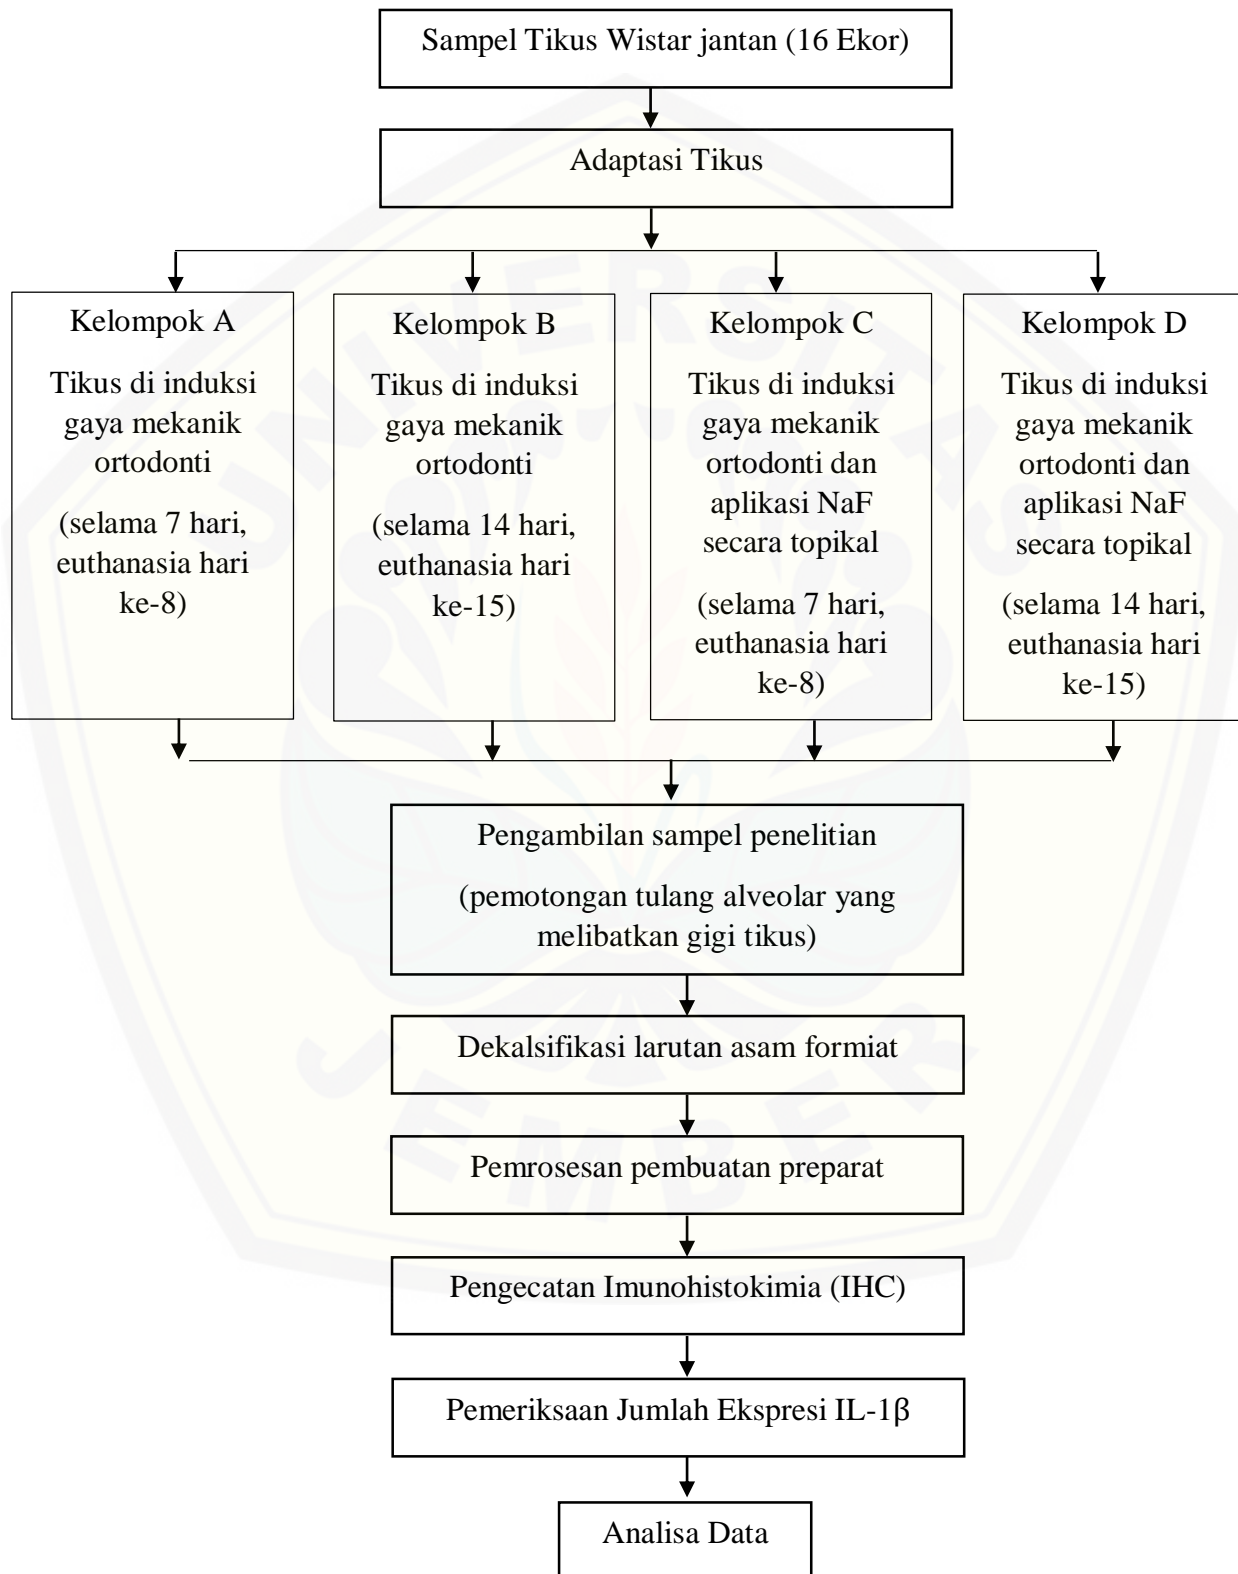 Sampel Tikus Wistar jantan (16 Ekor)
Adaptasi Tikus
Kelompok A
Tikus di induksi
gaya mekanik
ortodonti
(selama 7 hari,
euthanasia hari
ke-8)
Kelompok B
Tikus di induksi
gaya mekanik
ortodonti
(selama 14 hari,
euthanasia hari
ke-15)
Kelompok C
Tikus di induksi
gaya mekanik
ortodonti dan
aplikasi NaF
secara topikal
(selama 7 hari,
euthanasia hari
ke-8)
Kelompok D
Tikus di induksi
gaya mekanik
ortodonti dan
aplikasi NaF
secara topikal
(selama 14 hari,
euthanasia hari
ke-15)
Pengambilan sampel penelitian
(pemotongan tulang alveolar yang
melibatkan gigi tikus)
Dekalsifikasi larutan asam formiat
Pemrosesan pembuatan preparat
Pengecatan Imunohistokimia (IHC)
Pemeriksaan Jumlah Ekspresi IL-1β
Analisa Data
UNIVERSITAS
JEMBER